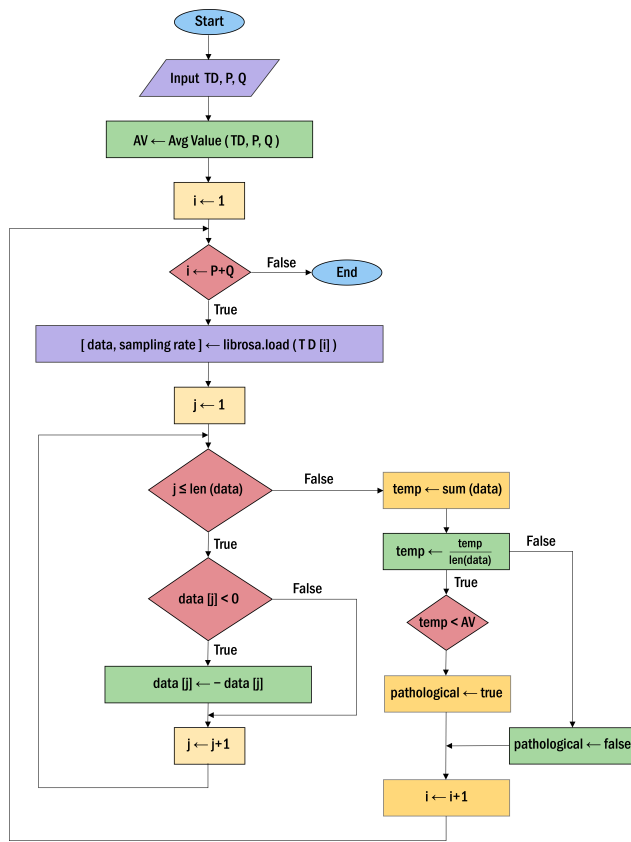 Start
Input TD, P, Q
AV ← Avg Value ( TD, P, Q )
i ← 1
i ← P+Q
False
End
True
[ data, sampling rate ] ← librosa.load ( T D [i] )
j ← 1
j ≤ len (data)
False
temp ← sum (data)
True
temp ← temp
len(data)
False
True
data [j] < 0
False
temp < AV
True
data [j] ← − data [j]
pathological ← true
j ← j+1
pathological ← false
i ← i+1